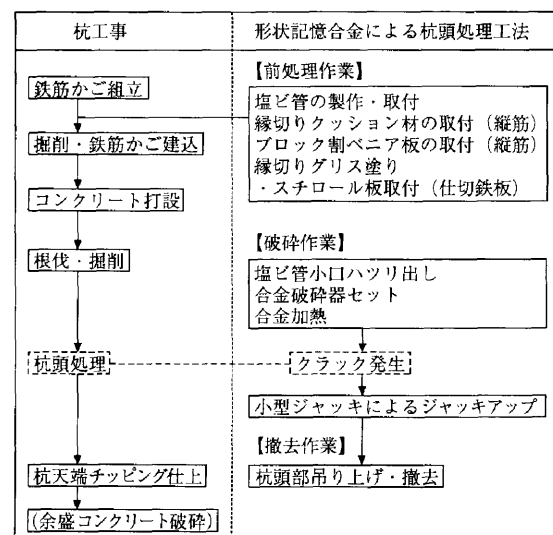 杭工事
形状記憶合金による杭頭処理工法
鉄筋かご組立
掘削・鉄筋かご建込
コンクリート打設
根伐・掘削
杭頭処理
杭天端チッピング仕上
(余盛コンクリート破砕)
【前処理作業】
塩ビ管の製作・取付
縁切りクッション材の取付(縦筋)
ブロック割ベニア板の取付(縦筋)
縁切りグリス塗り
・スチロール板取付(仕切鉄板)
【破砕作業】
塩ビ管小口ハツリ出し
合金破砕器セット
合金加熱
クラック発生
小型ジャッキによるジャッキアップ
【撤去作業】
杭頭部吊り上げ・撤去